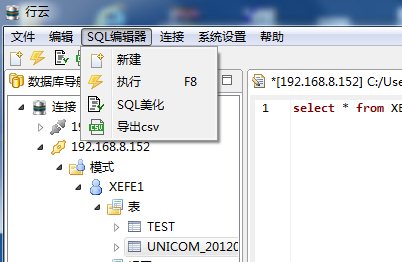 行云
文件 编辑 SQL编辑器 连接 系统设置 帮助
新建
执行 F8
SQL美化
导出csv
数据库导航
*[192.168.8.152] C:/Use
连接
192.168.8.152
模式
XEFE1
表
TEST
UNICOM_20120
1 select * from XE